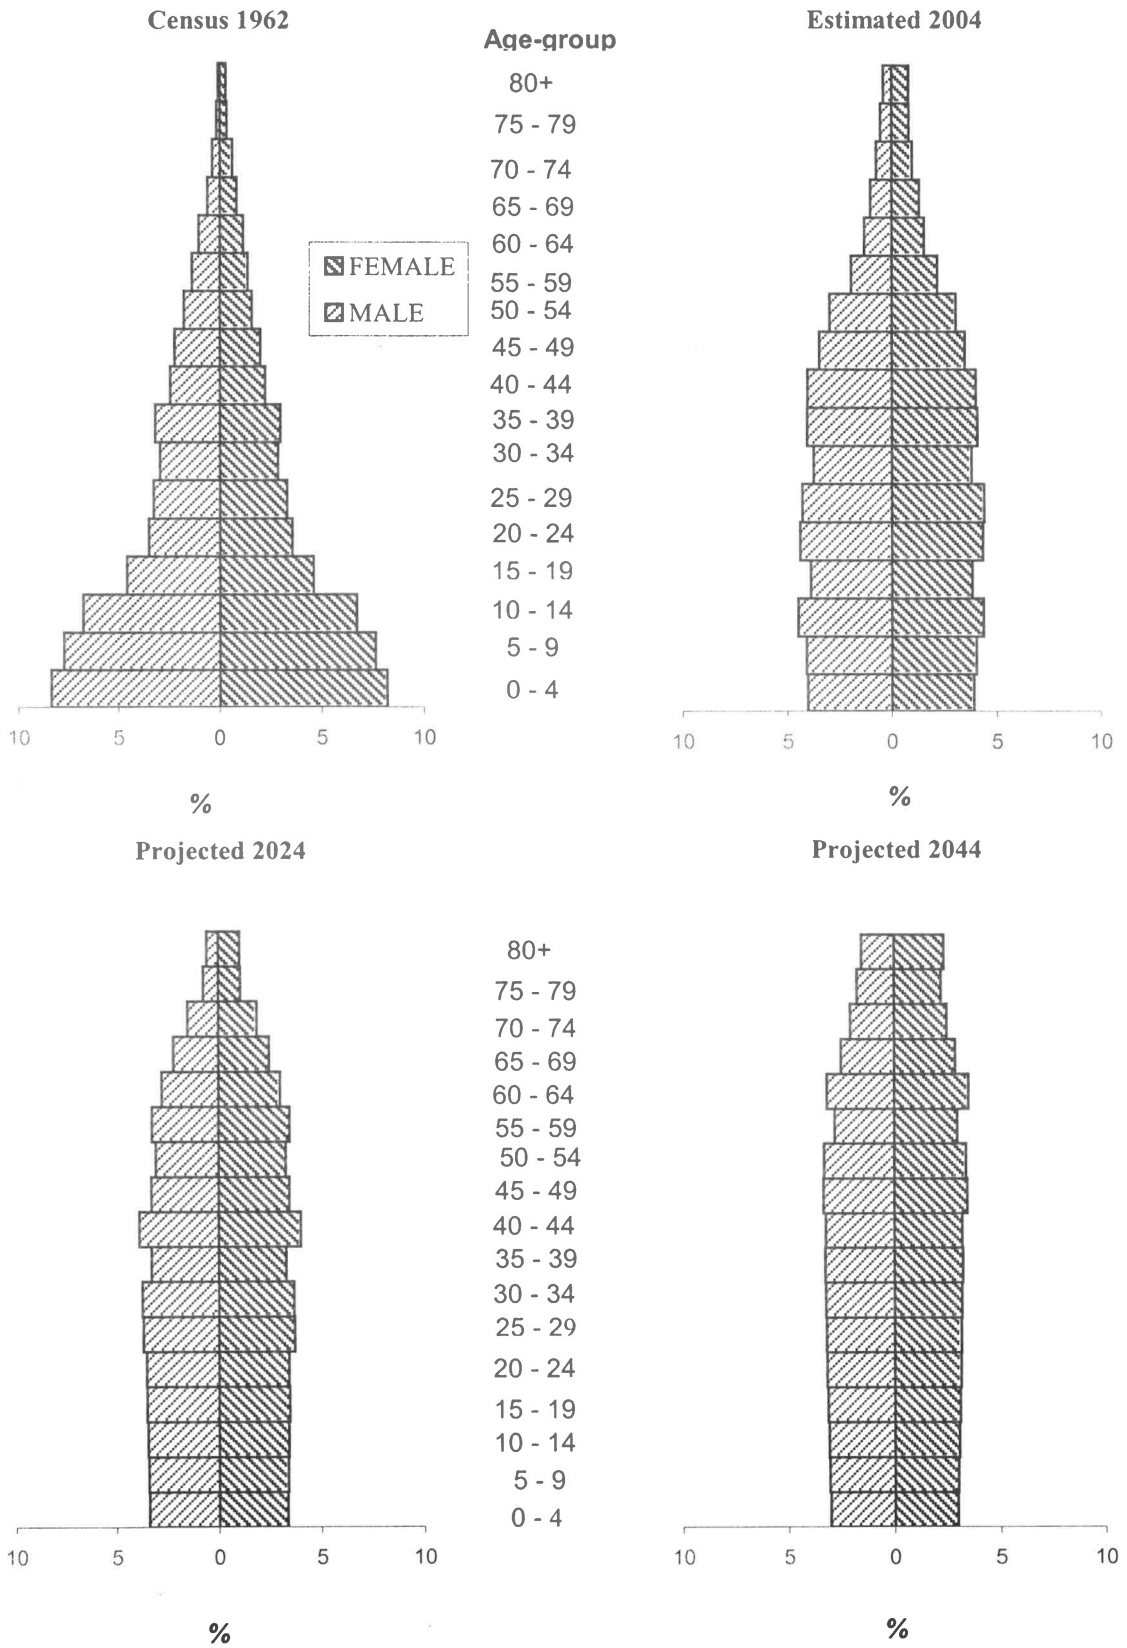 Census 1962
Estimated 2004
Age-group
80+
75 - 79
70 - 74
65 - 69
60 - 64
55 - 59
50 - 54
45 - 49
40 - 44
35 - 39
30 - 34
25 - 29
20 - 24
15 - 19
10 - 14
5 - 9
0 - 4
FEMALE
MALE
10 5 0 5 10
%
10 5 0 5 10
%
Projected 2024
Projected 2044
80+
75 - 79
70 - 74
65 - 69
60 - 64
55 - 59
50 - 54
45 - 49
40 - 44
35 - 39
30 - 34
25 - 29
20 - 24
15 - 19
10 - 14
5 - 9
0 - 4
10 5 0 5 10
%
10 5 0 5 10
%